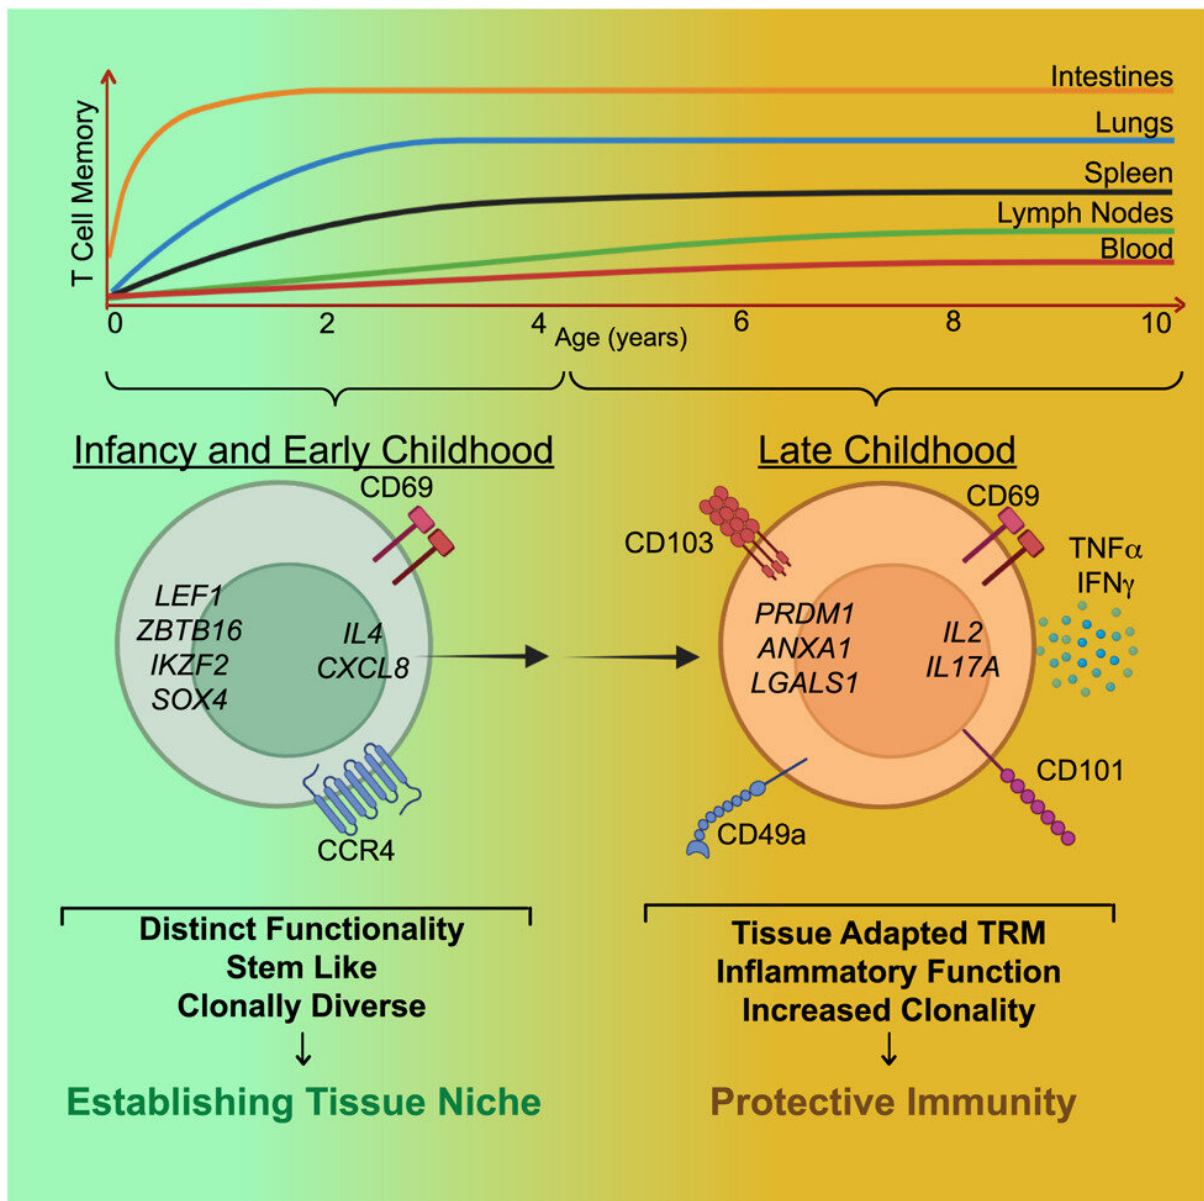 T Cell Memory
Intestines
Lungs
Spleen
Lymph Nodes
Blood
0 2 4 6 8 10
Age (years)
Infancy and Early Childhood
CD69
LEF1
ZBTB16
IKZF2
SOX4
IL4
CXCL8
CCR4
Distinct Functionality
Stem Like
Clonally Diverse
Establishing Tissue Niche
Late Childhood
CD103
CD69
TNFα
IFNγ
PRDM1
ANXA1
LGALS1
IL2
IL17A
CD49a
CD101
Tissue Adapted TRM
Inflammatory Function
Increased Clonality
Protective Immunity